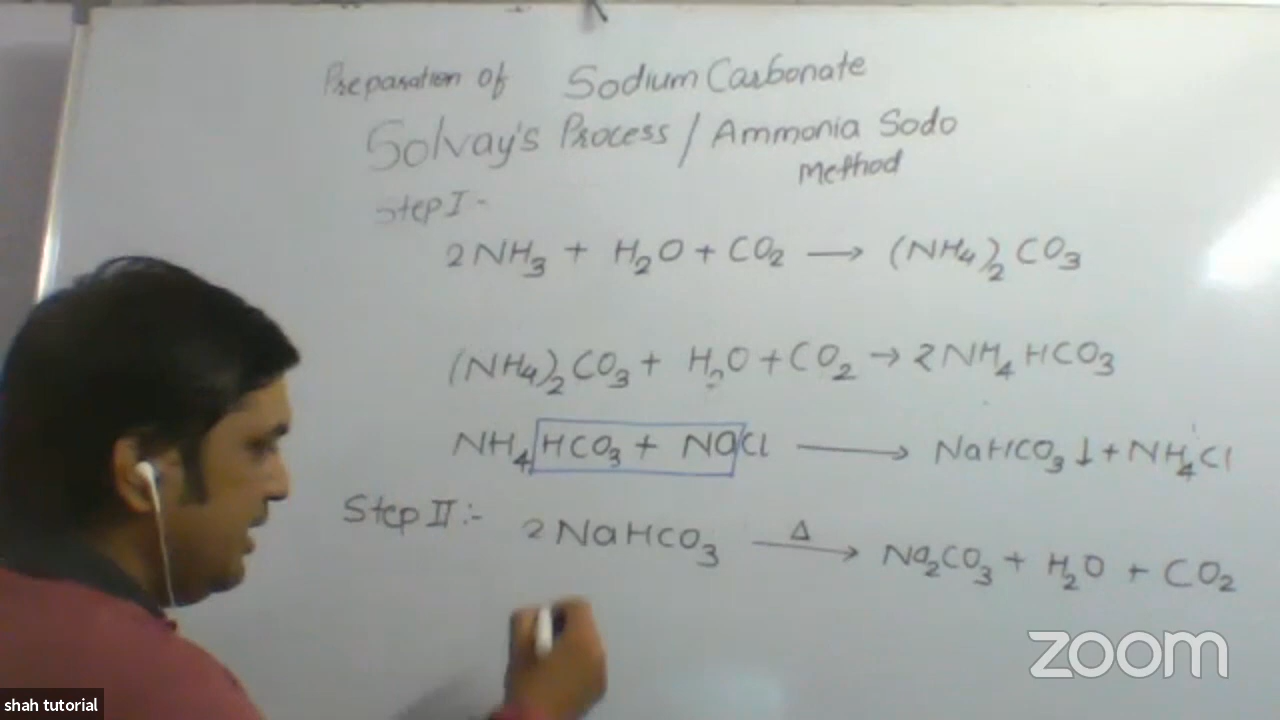 Preparation of Sodium Carbonate
Solvay's Process / Ammonia Sodo
Method
Step I -
2NH₃ + H₂O + CO₂ → (NH₄)₂CO₃
(NH₄)₂CO₃ + H₂O + CO₂ → 2NH₄HCO₃
NH₄HCO₃ + NaCl → NaHCO₃↓ + NH₄Cl
Step II :- 2NaHCO₃ →Δ Na₂CO₃ + H₂O + CO₂
zoom
shah tutorial